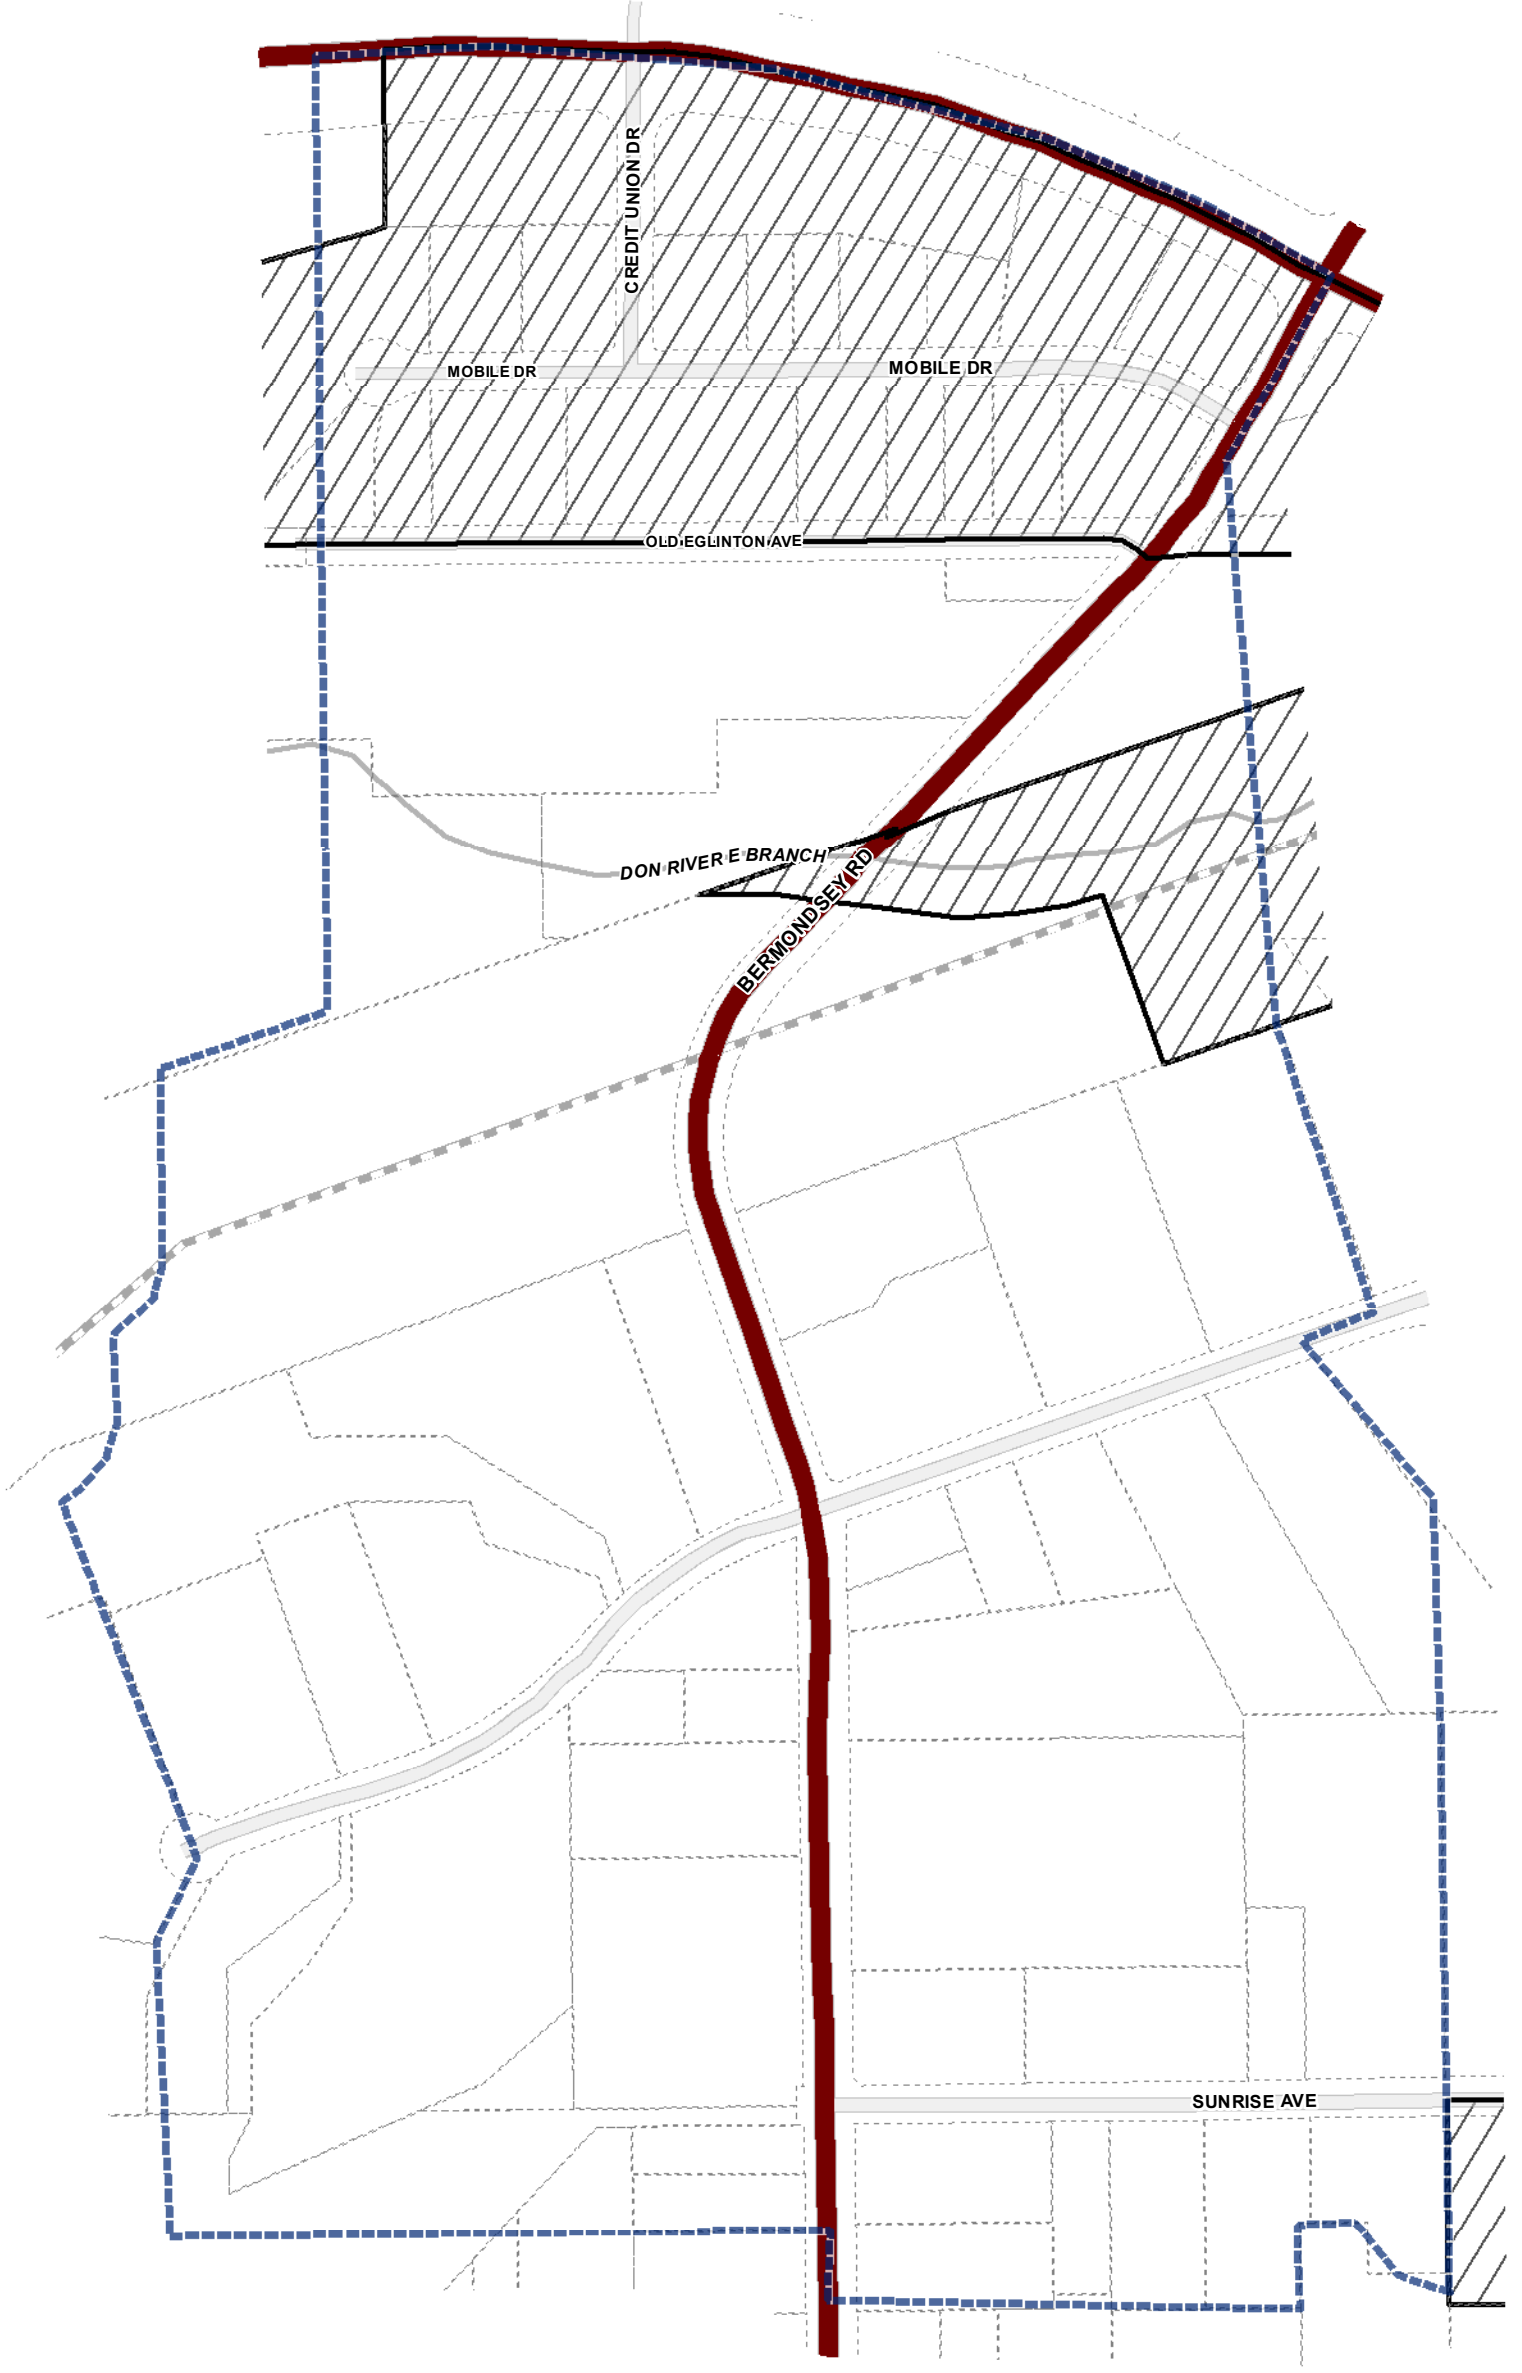 CREDIT UNION DR
MOBILE DR
MOBILE DR
OLD EGLINTON AVE
DON RIVER E BRANCH
BERMONDSEY RD
SUNRISE AVE